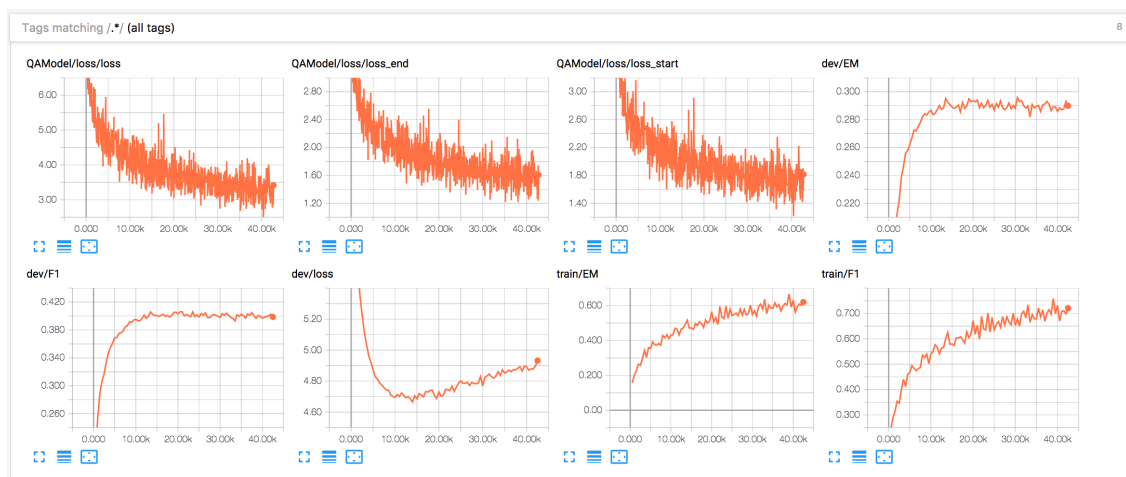 Tags matching /.*/ (all tags) 8
QAModel/loss/loss
6.00
5.00
4.00
3.00
0.000 10.00k 20.00k 30.00k 40.00k
QAModel/loss/loss_end
2.80
2.40
2.00
1.60
1.20
0.000 10.00k 20.00k 30.00k 40.00k
QAModel/loss/loss_start
3.00
2.60
2.20
1.80
1.40
0.000 10.00k 20.00k 30.00k 40.00k
dev/EM
0.300
0.280
0.260
0.240
0.220
0.000 10.00k 20.00k 30.00k 40.00k
dev/F1
0.420
0.380
0.340
0.300
0.260
0.000 10.00k 20.00k 30.00k 40.00k
dev/loss
5.20
5.00
4.80
4.60
0.000 10.00k 20.00k 30.00k 40.00k
train/EM
0.600
0.400
0.200
0.00
0.000 10.00k 20.00k 30.00k 40.00k
train/F1
0.700
0.600
0.500
0.400
0.300
0.000 10.00k 20.00k 30.00k 40.00k